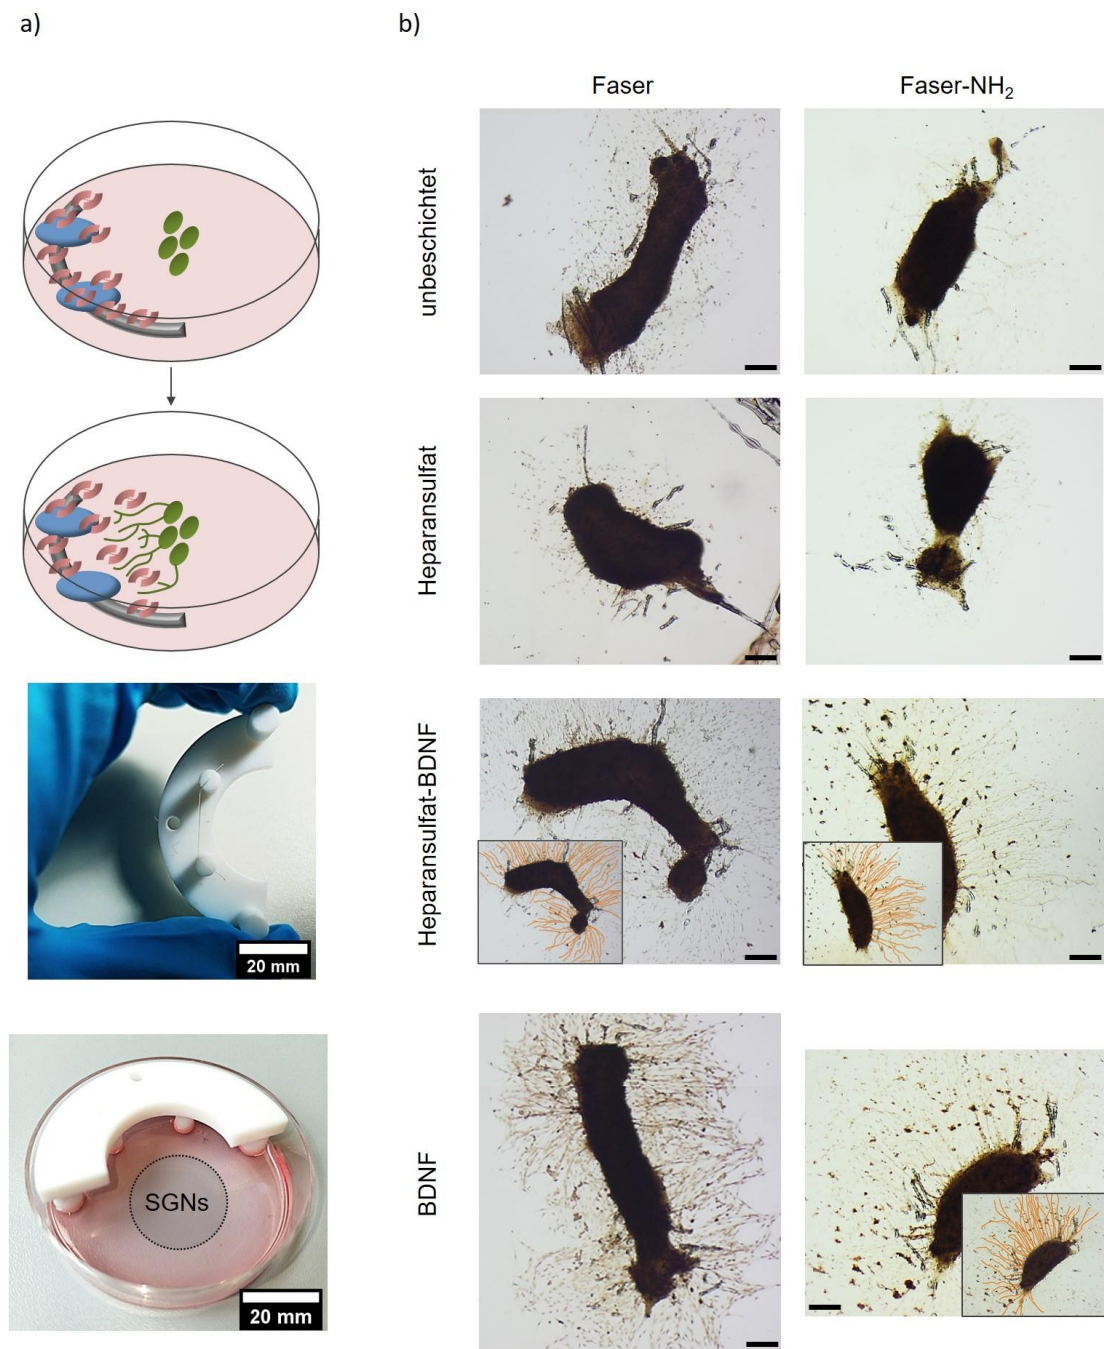 a)
b)
Faser
Faser-NH₂
unbeschichtet
Heparansulfat
Heparansulfat-BDNF
20 mm
BDNF
SGNs
20 mm